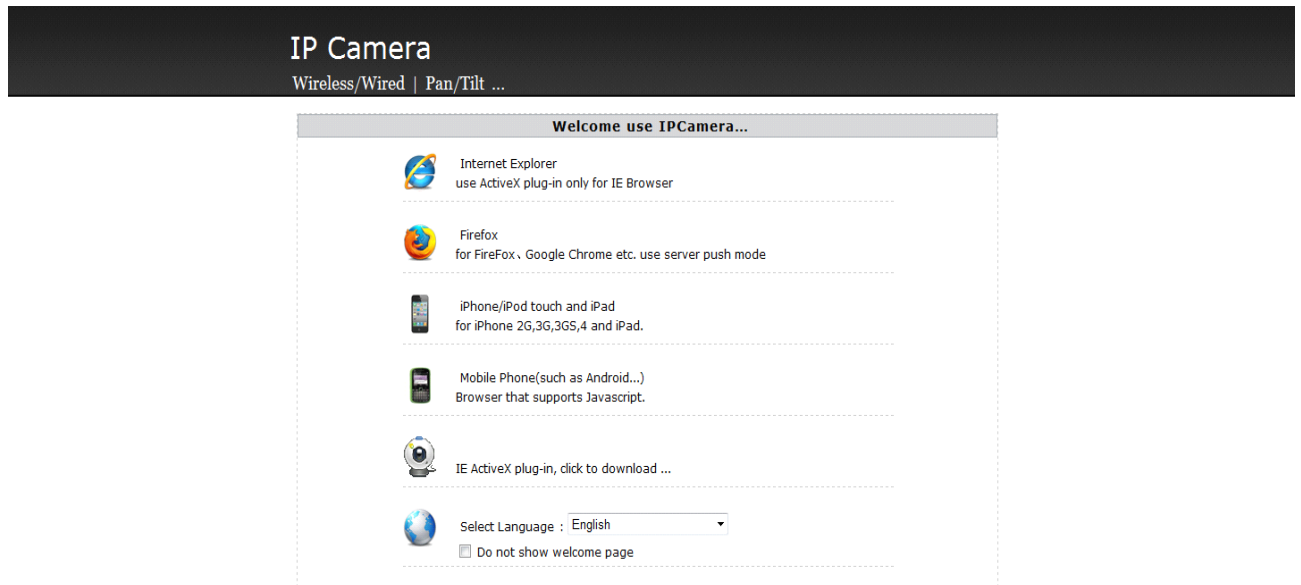 IP Camera
Wireless/Wired | Pan/Tilt ...
Welcome use IPCamera...
Internet Explorer
use ActiveX plug-in only for IE Browser
Firefox
for FireFox、Google Chrome etc. use server push mode
iPhone/iPod touch and iPad
for iPhone 2G,3G,3GS,4 and iPad.
Mobile Phone(such as Android...)
Browser that supports Javascript.
IE ActiveX plug-in, click to download ...
Select Language : English
Do not show welcome page